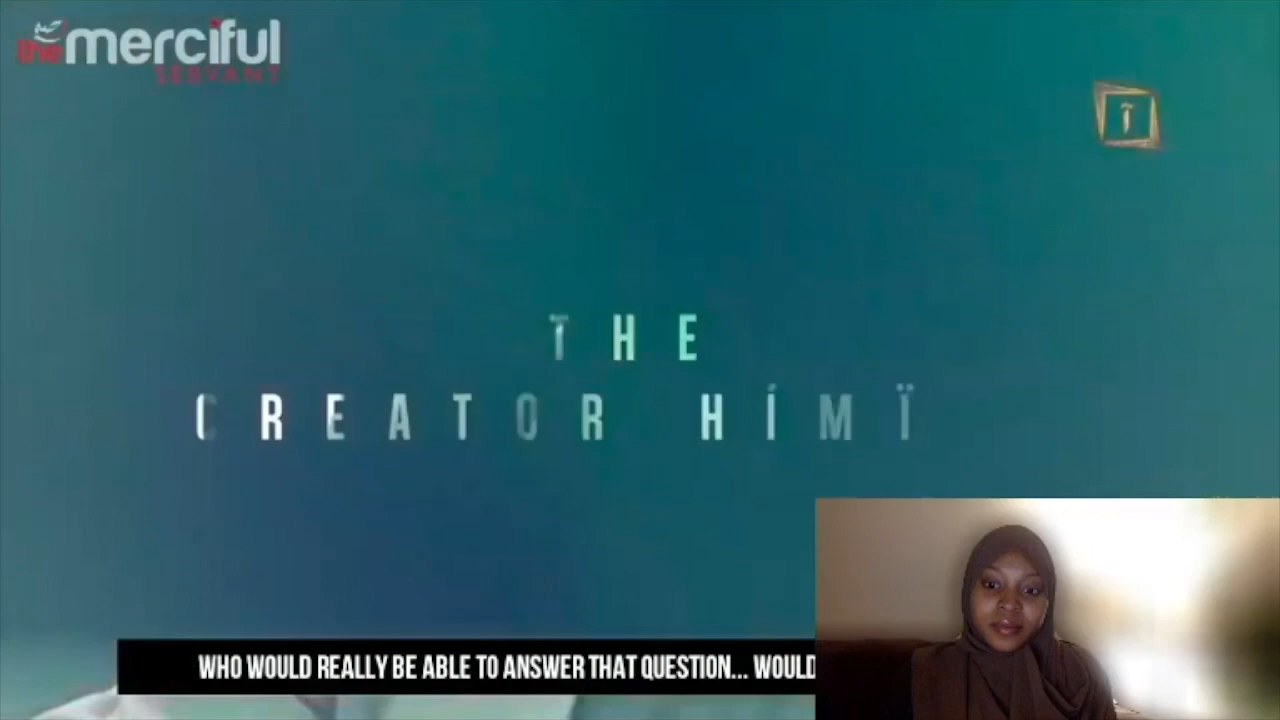 the merciful
SERVANT
T
THE
CREATOR HÍMÏ
WHO WOULD REALLY BE ABLE TO ANSWER THAT QUESTION... WOULD